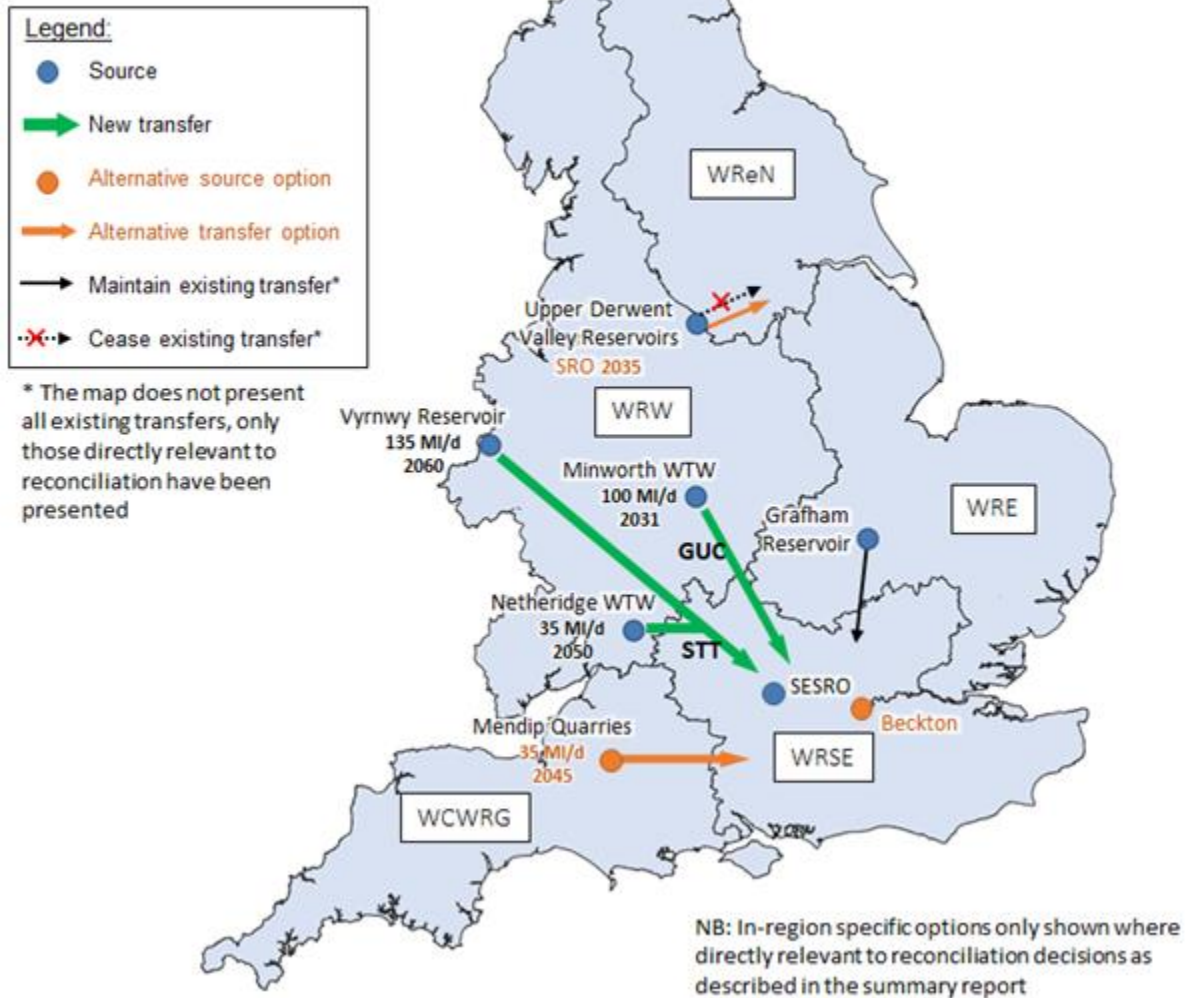 Legend:
Source
New transfer
Alternative source option
Alternative transfer option
Maintain existing transfer*
Cease existing transfer*
* The map does not present
all existing transfers, only
those directly relevant to
reconciliation have been
presented
WReN
Upper Derwent
Valley Reservoirs
SRO 2035
WRW
Vyrnwy Reservoir
135 Ml/d
2060
Minworth WTW
100 Ml/d
2031
GUC
Grafham
Reservoir
WRE
Netheridge WTW
35 Ml/d
2050
STT
SESRO
Beckton
Mendip Quarries
35 Ml/d
2045
WRSE
WCWRG
NB: In-region specific options only shown where
directly relevant to reconciliation decisions as
described in the summary report